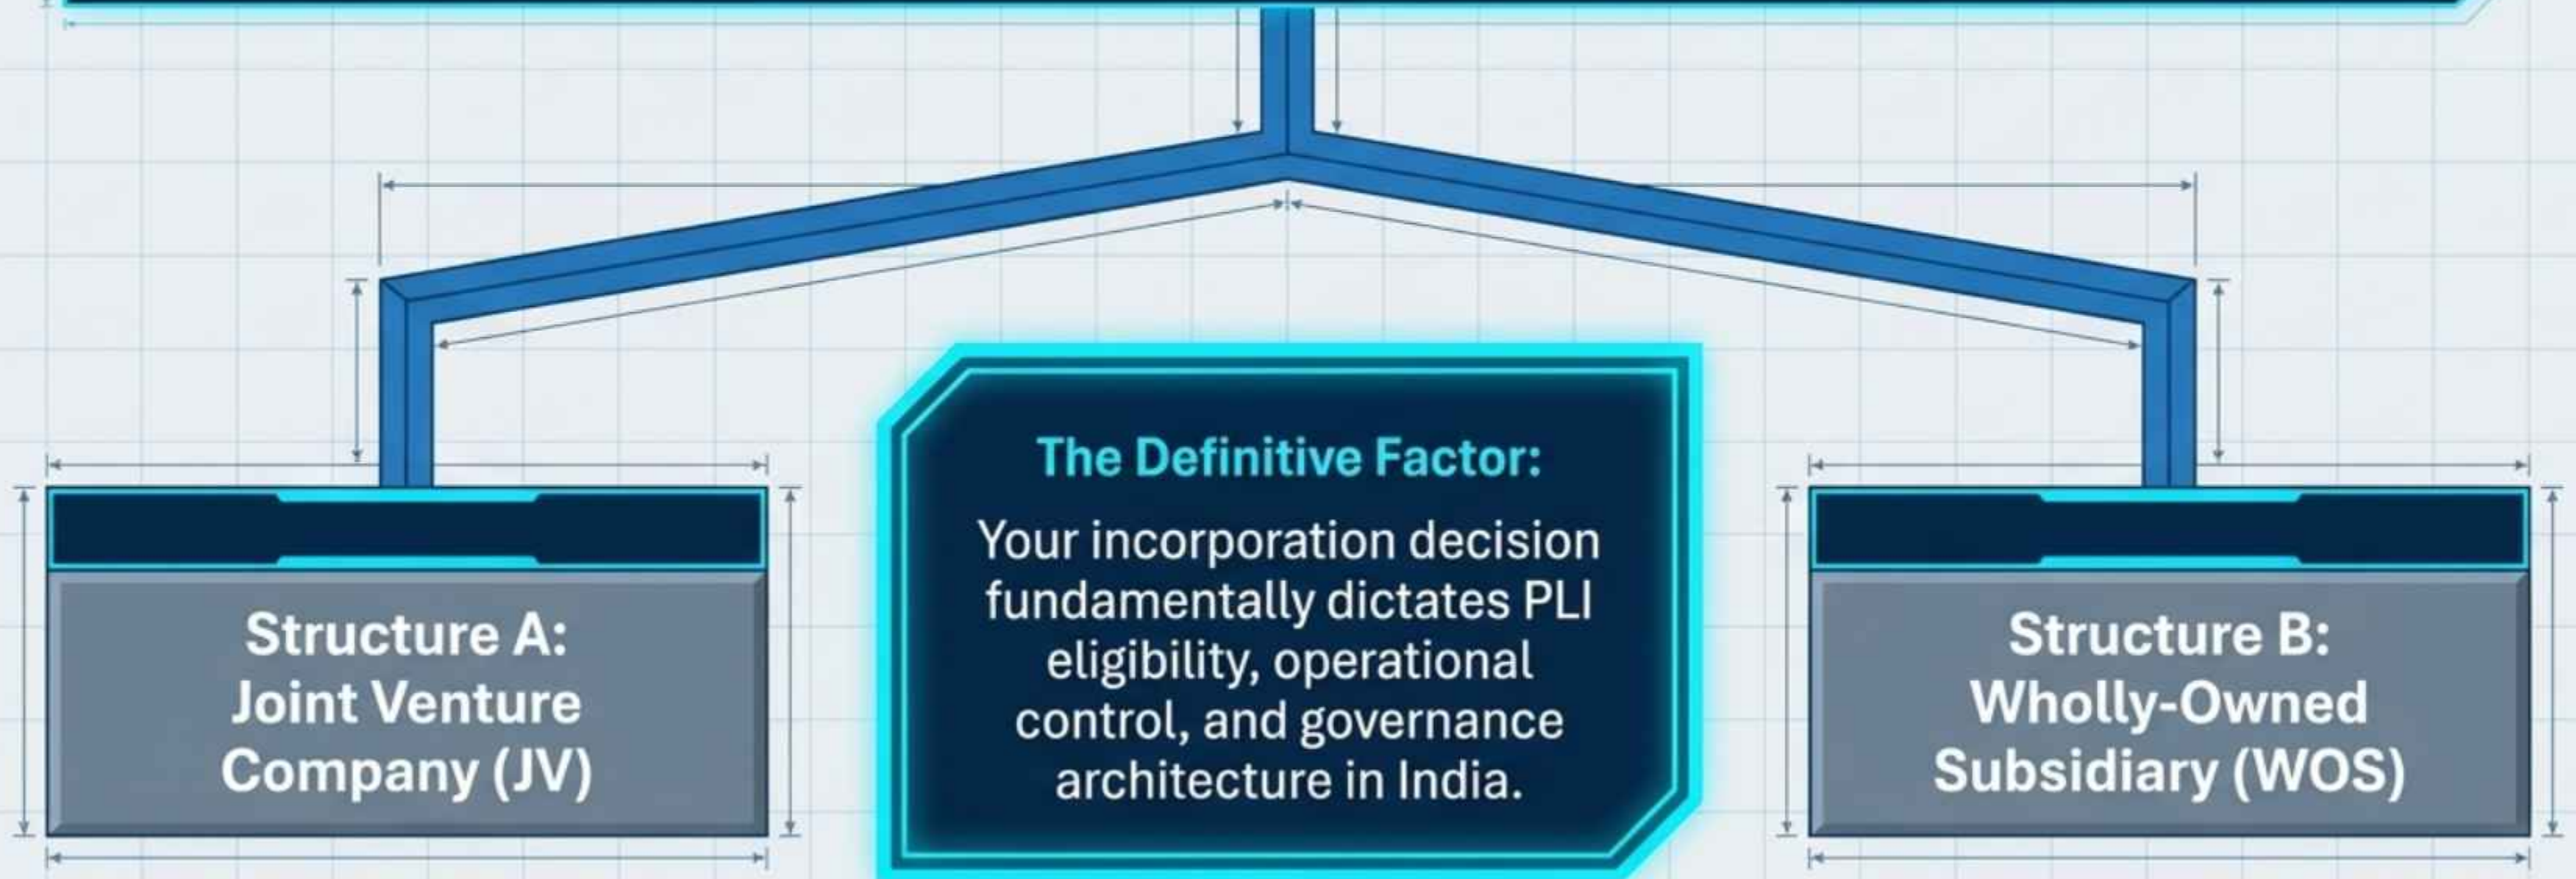 The Definitive Factor:
Your incorporation decision
fundamentally dictates PLI
eligibility, operational
control, and governance
architecture in India.
Structure A:
Joint Venture
Company (JV)
Structure B:
Wholly-Owned
Subsidiary (WOS)